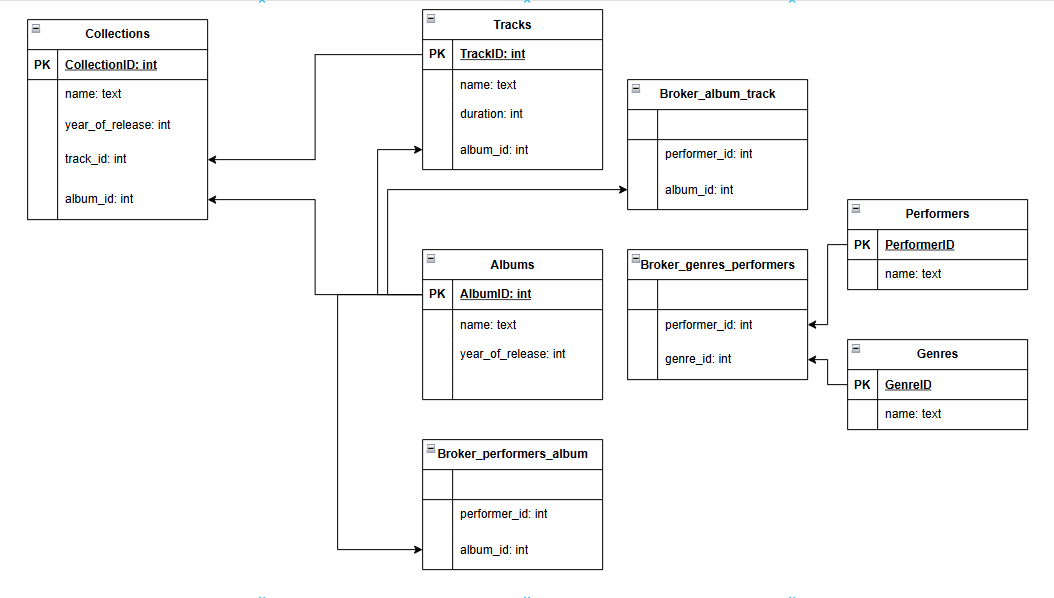 Collections
PK CollectionID: int
name: text
year_of_release: int
track_id: int
album_id: int
Tracks
PK TrackID: int
name: text
duration: int
album_id: int
Broker_album_track
performer_id: int
album_id: int
Albums
PK AlbumID: int
name: text
year_of_release: int
Broker_genres_performers
performer_id: int
genre_id: int
Performers
PK PerformerID
name: text
Genres
PK GenreID
name: text
Broker_performers_album
performer_id: int
album_id: int